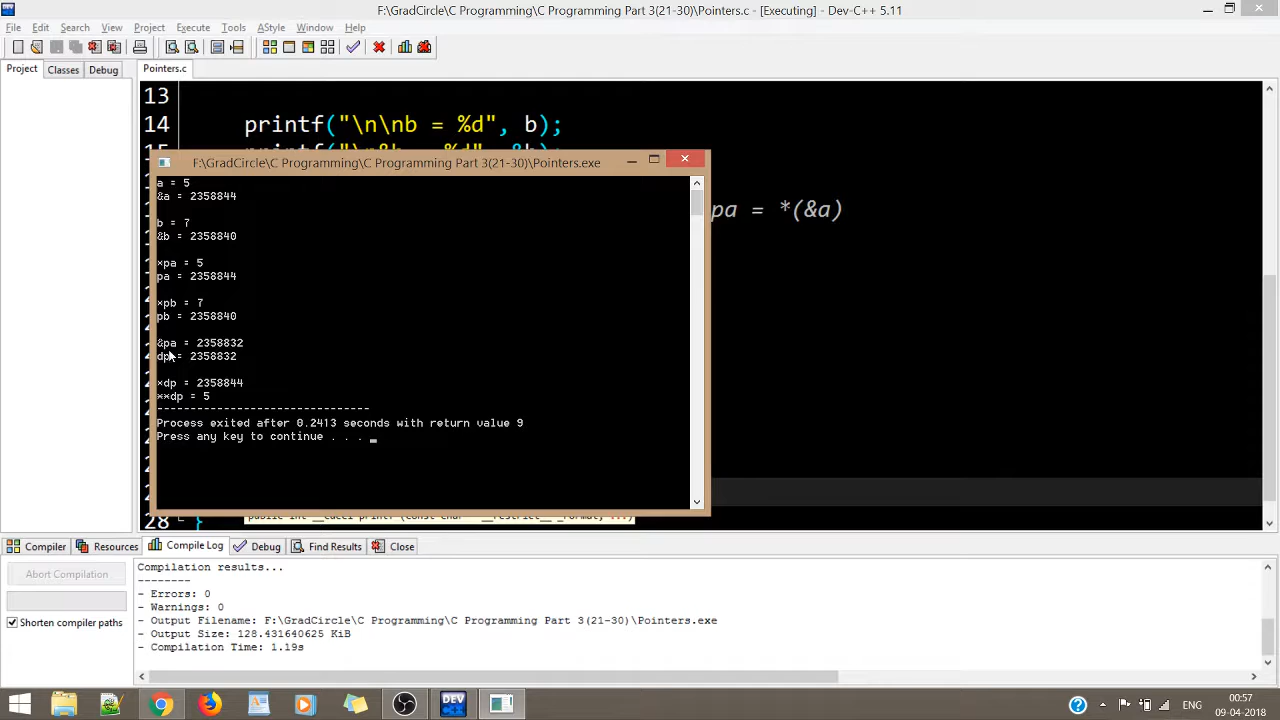 F:\GradCircle\C Programming\C Programming Part 3(21-30)\Pointers.c - [Executing] - Dev-C++ 5.11
File Edit Search View Project Execute Tools AStyle Window Help
Project Classes Debug
Pointers.c
13
14 printf("\n\nb = %d", b);
F:\GradCircle\C Programming\C Programming Part 3(21-30)\Pointers.exe
a = 5
&a = 2358844
pa = *(&a)
b = 7
&b = 2358840
*pa = 5
pa = 2358844
*pb = 7
pb = 2358840
&pa = 2358832
dp = 2358832
*dp = 2358844
**dp = 5
--------------------------------
Process exited after 0.2413 seconds with return value 9
Press any key to continue . . .
28 }
Compiler Resources Compile Log Debug Find Results Close
Abort Compilation
Shorten compiler paths
Compilation results...
--------
- Errors: 0
- Warnings: 0
- Output Filename: F:\GradCircle\C Programming\C Programming Part 3(21-30)\Pointers.exe
- Output Size: 128.431640625 KiB
- Compilation Time: 1.19s
DEV
ENG
00:57
09-04-2018